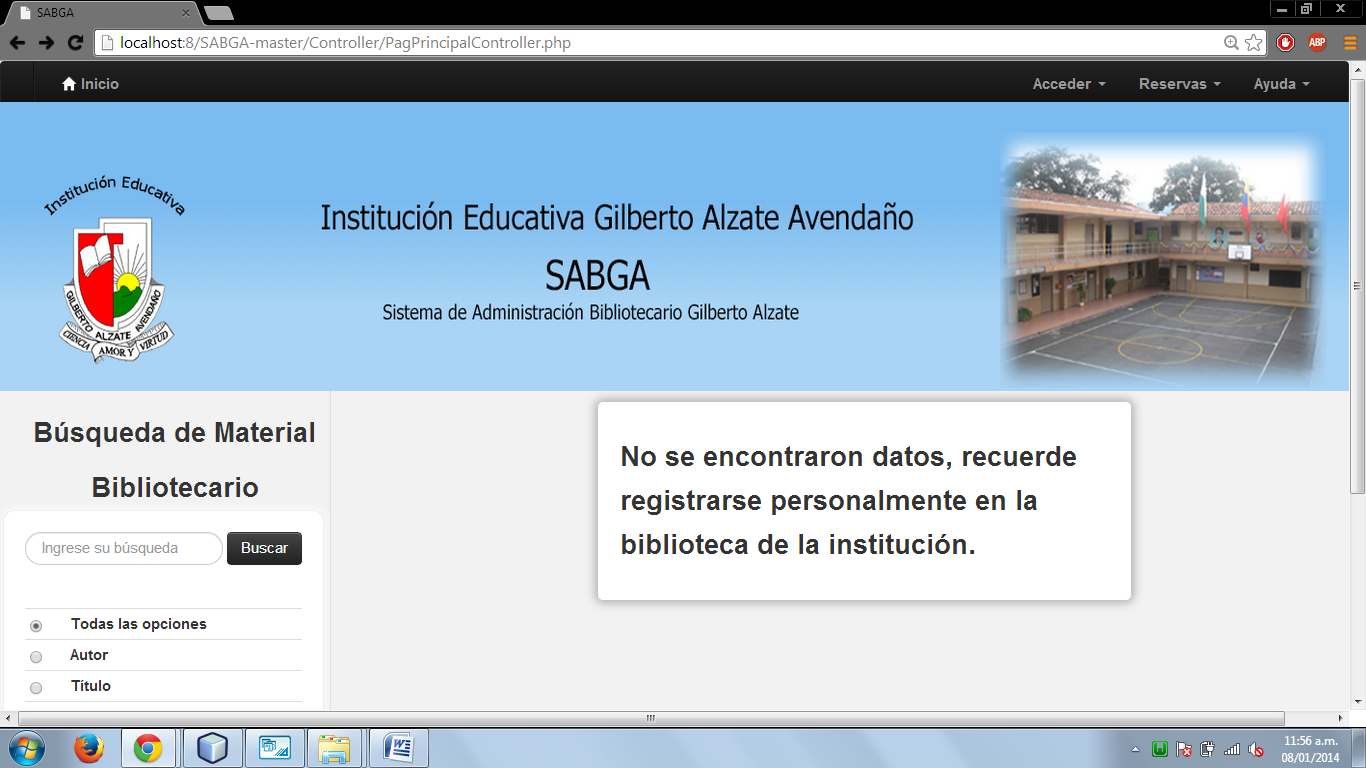 SABGA
localhost:8/SABGA-master/Controller/PagPrincipalController.php
ABP
Inicio
Acceder
Reservas
Ayuda
Institución Educativa
GILBERTO ALZATE AVENDAÑO
CIENCIA AMOR Y VIRTUD
Institución Educativa Gilberto Alzate Avendaño
SABGA
Sistema de Administración Bibliotecario Gilberto Alzate
Búsqueda de Material
Bibliotecario
Ingrese su búsqueda
Buscar
Todas las opciones
Autor
Título
No se encontraron datos, recuerde
registrarse personalmente en la
biblioteca de la institución.
11:56 a.m.
08/01/2014